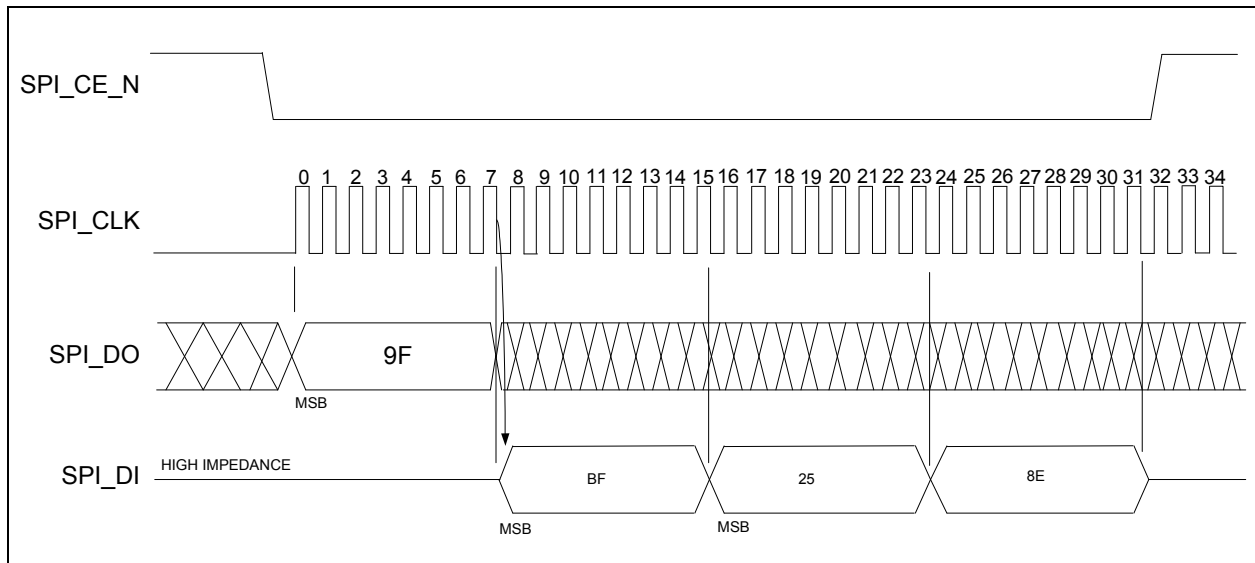 SPI_CE_N
0 1 2 3 4 5 6 7 8 9 10 11 12 13 14 15 16 17 18 19 20 21 22 23 24 25 26 27 28 29 30 31 32 33 34
SPI_CLK
SPI_DO
9F
MSB
HIGH IMPEDANCE
SPI_DI
BF
25
8E
MSB
MSB